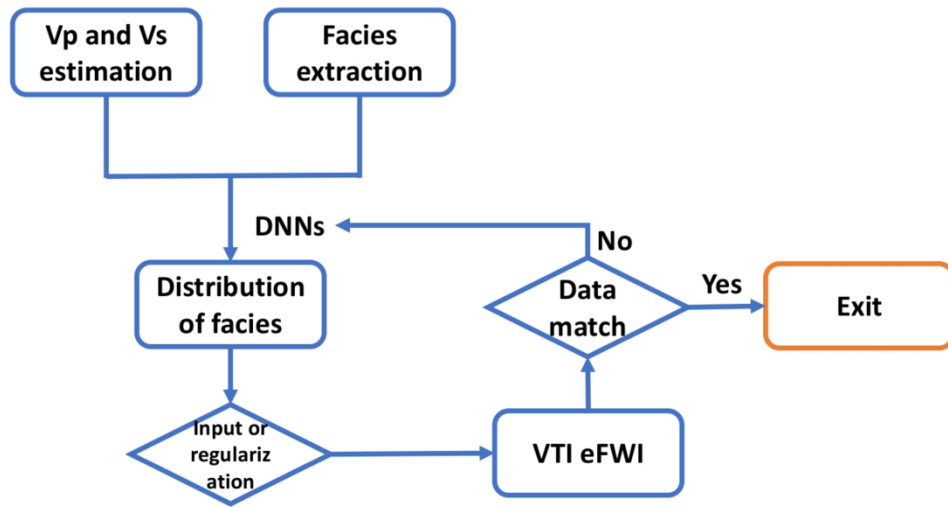 Vp and Vs
estimation
Facies
extraction
DNNs
No
Distribution
of facies
Data
match
Yes
Exit
Input or
regulariz
ation
VTI eFWI